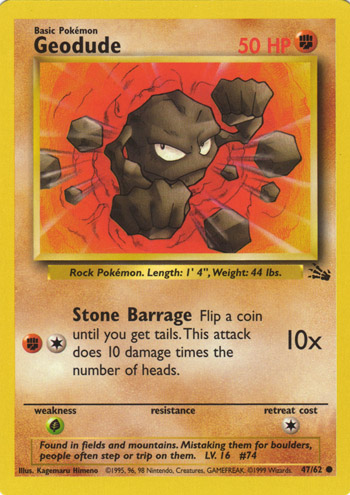 Basic Pokémon
Geodude 50 HP
Rock Pokémon. Length: 1' 4", Weight: 44 lbs.
Stone Barrage Flip a coin
until you get tails. This attack
does 10 damage times the
number of heads.
10x
weakness resistance retreat cost
Found in fields and mountains. Mistaking them for boulders,
people often step or trip on them. LV. 16 #74
Illus. Kagemaru Himeno ©1995, 96, 98 Nintendo, Creatures, GAMEFREAK. ©1999 Wizards. 47/62